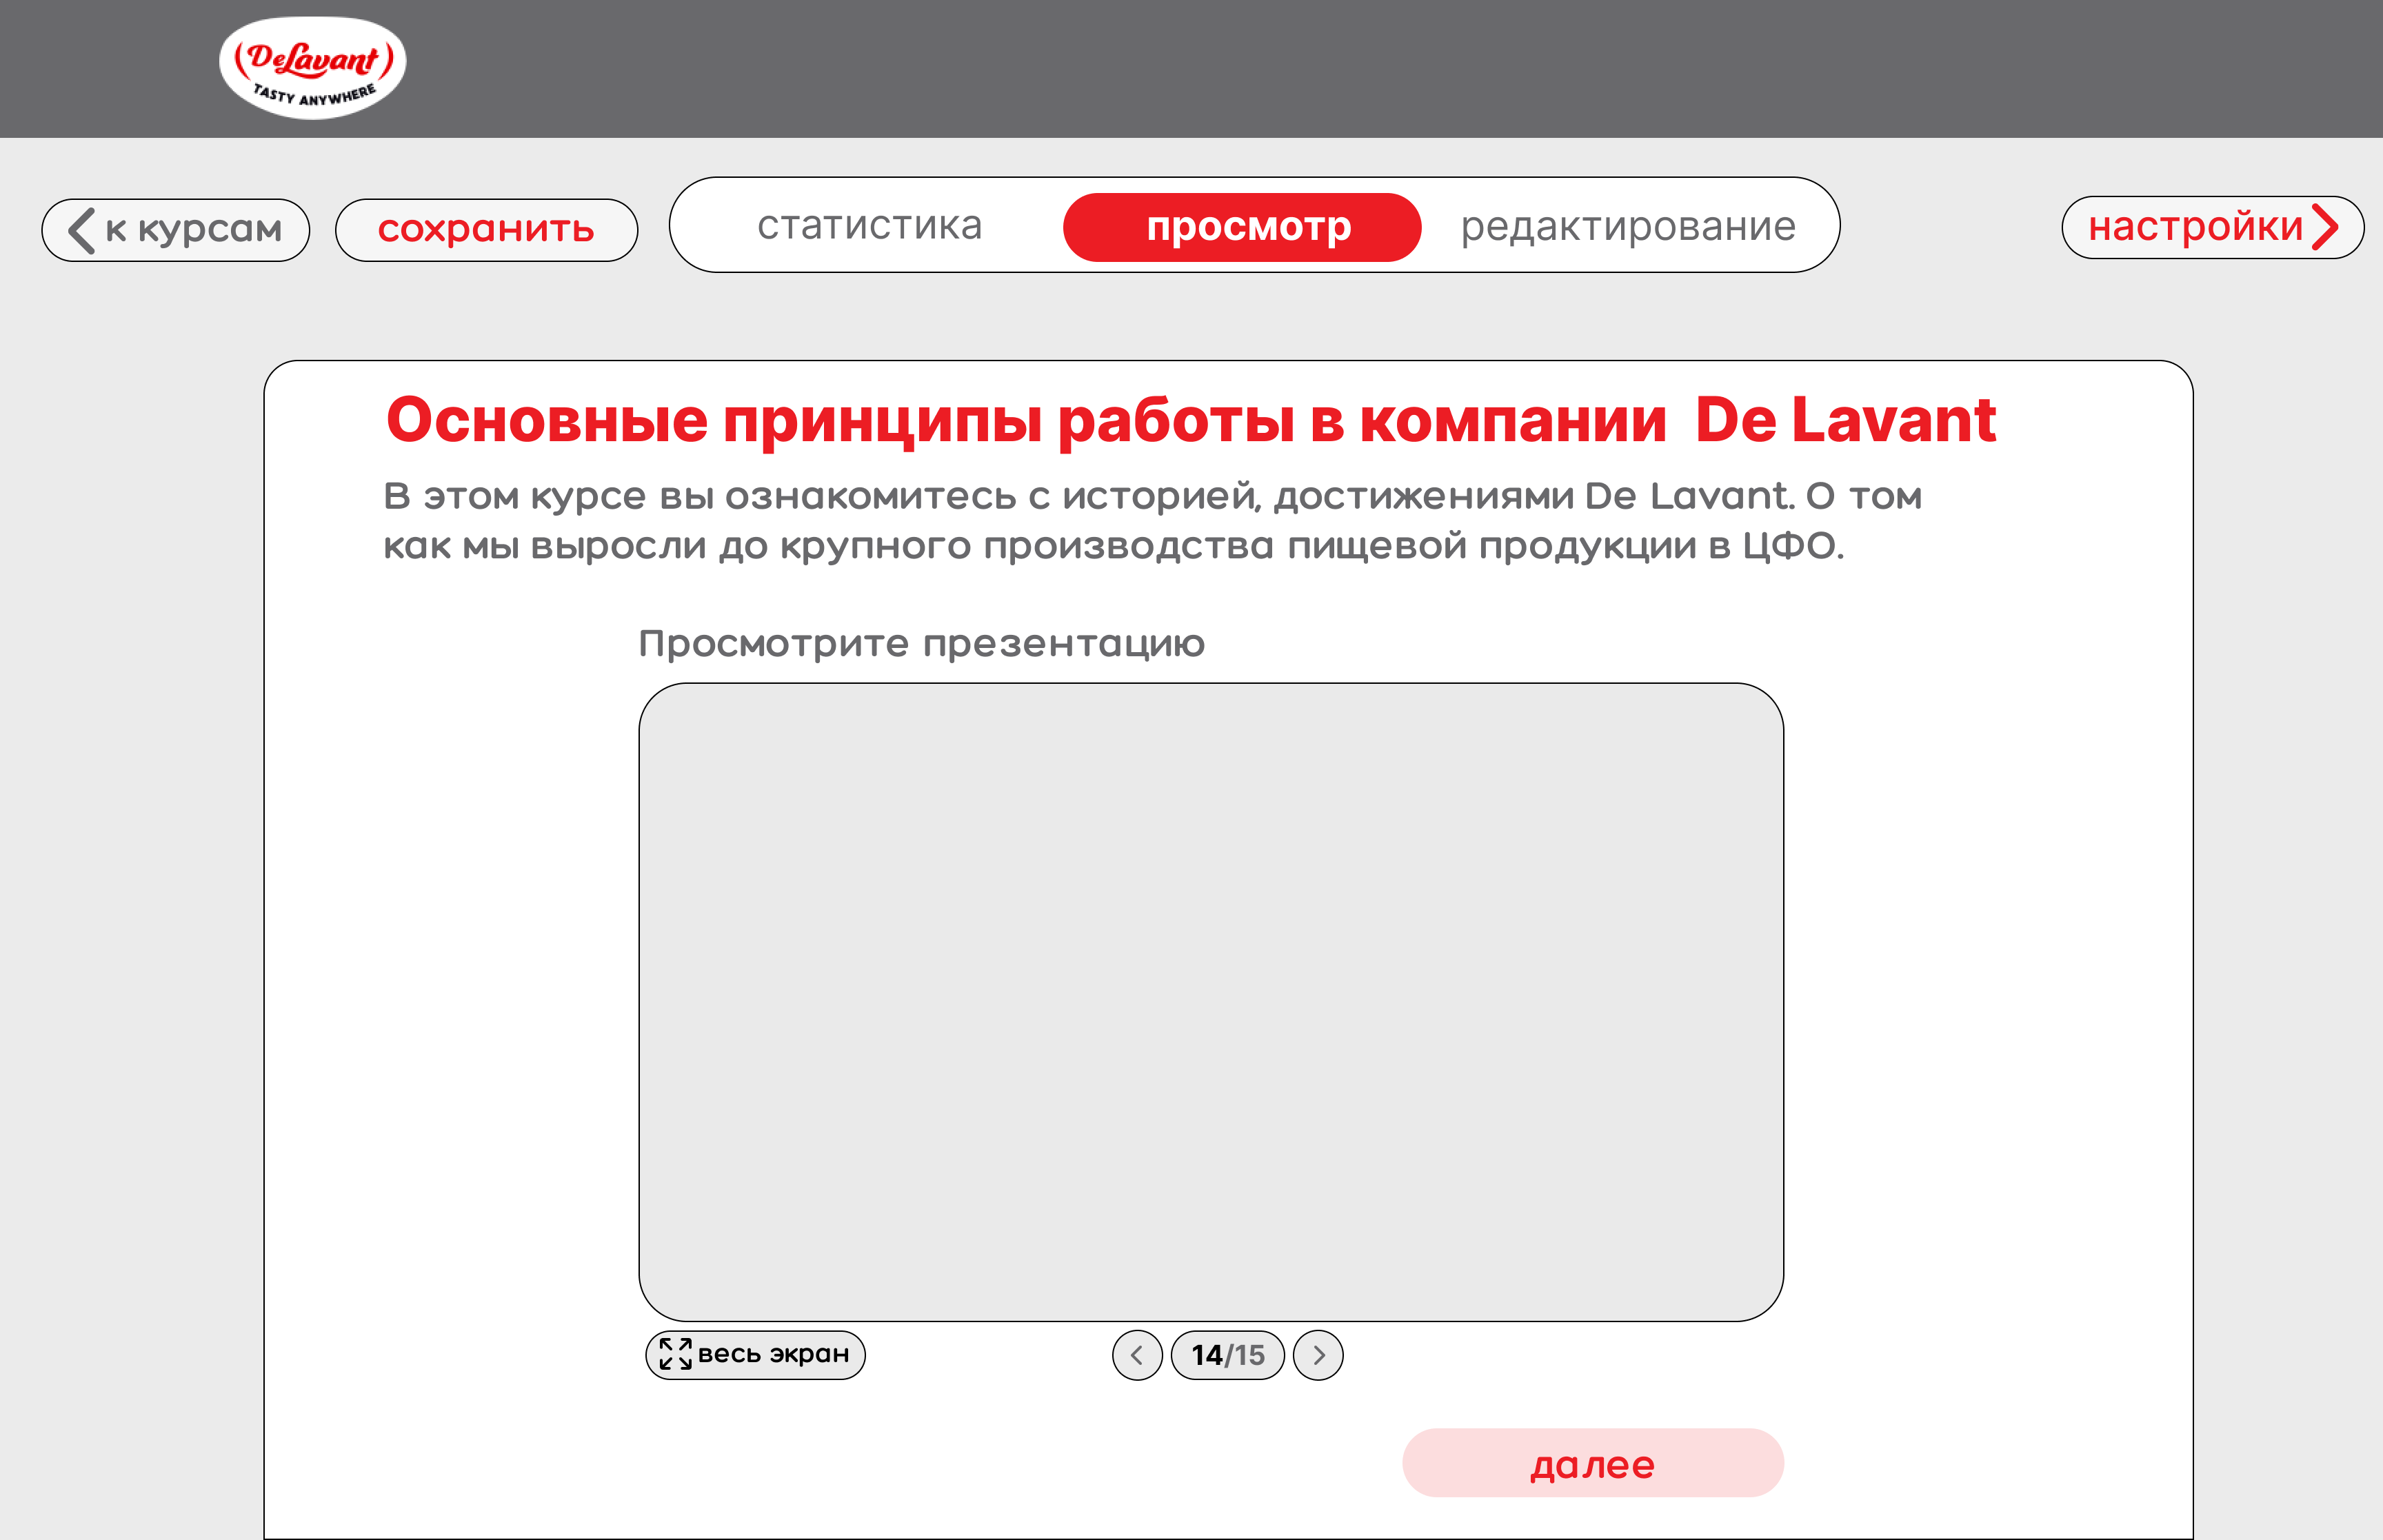 DeLavant
TASTY ANYWHERE
к курсам
сохранить
статистика
просмотр
редактирование
настройки
Основные принципы работы в компании De Lavant
В этом курсе вы ознакомитесь с историей, достижениями De Lavant. О том
как мы выросли до крупного производства пищевой продукции в ЦФО.
Просмотрите презентацию
весь экран
14/15
далее